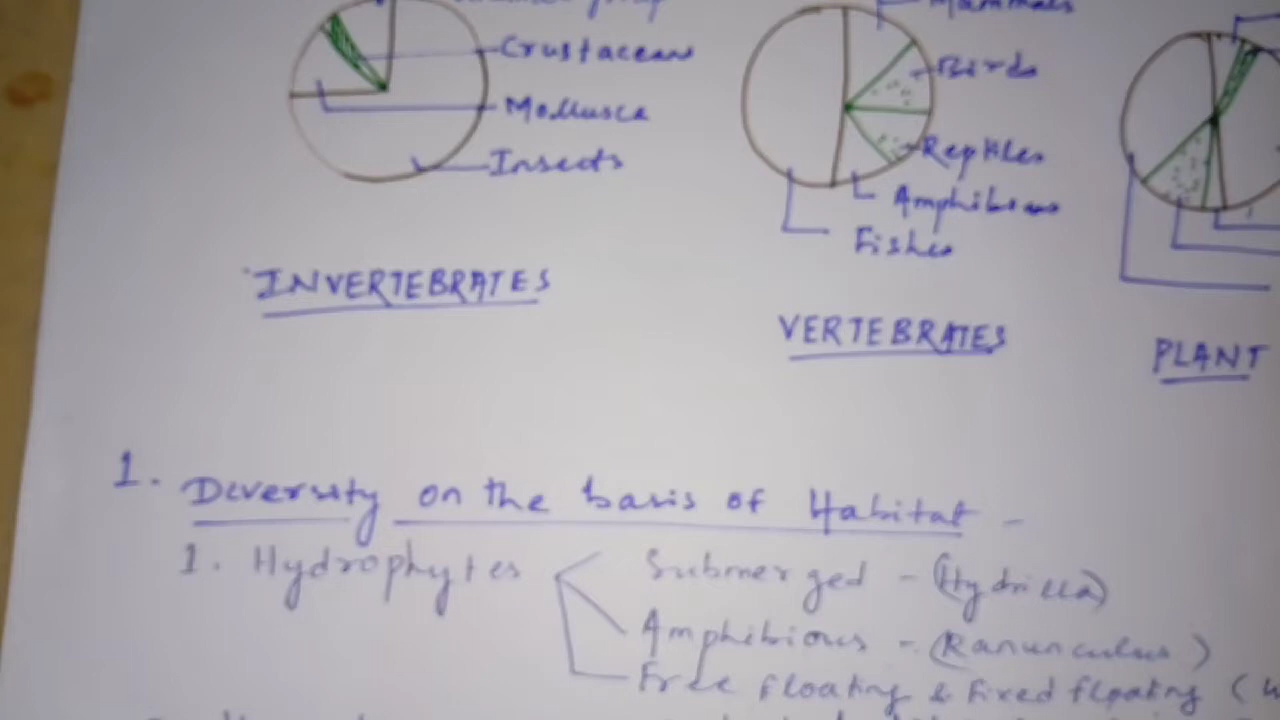 Mammals
Crustacean
Birds
Mollusca
Insects
Reptiles
Amphibians
Fishes
INVERTEBRATES
VERTEBRATES
PLANT
1. Diversity on the basis of Habitat -
1. Hydrophytes Submerged - (Hydrilla)
Amphibious - (Ranunculus)
Free floating & Fixed floating (